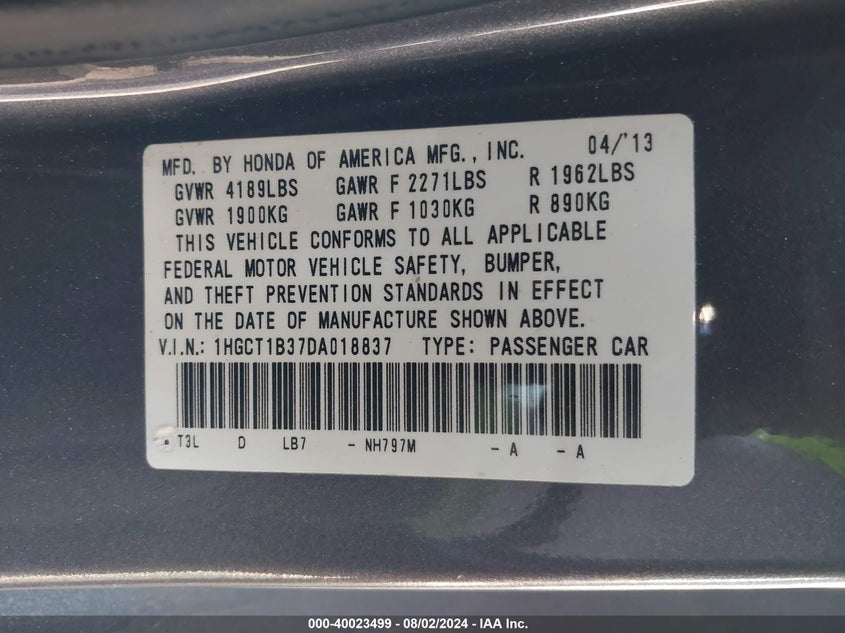 MFD. BY HONDA OF AMERICA MFG., INC. 04/'13
GVWR 4189LBS GAWR F 2271LBS R 1962LBS
GVWR 1900KG GAWR F 1030KG R 890KG
THIS VEHICLE CONFORMS TO ALL APPLICABLE
FEDERAL MOTOR VEHICLE SAFETY, BUMPER,
AND THEFT PREVENTION STANDARDS IN EFFECT
ON THE DATE OF MANUFACTURE SHOWN ABOVE.
V.I.N.: 1HGCT1B37DA018837 TYPE: PASSENGER CAR
T3L D LB7 - NH797M - A - A
000-40023499 — 08/02/2024 — IAA Inc.